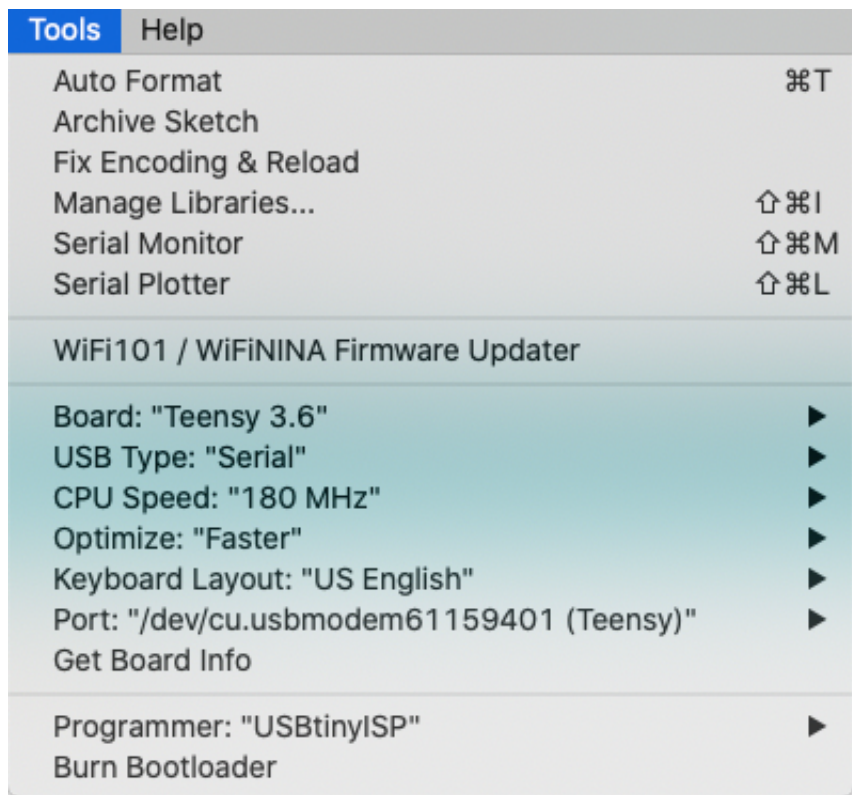 Tools Help
Auto Format ⌘T
Archive Sketch
Fix Encoding & Reload
Manage Libraries... ⇧⌘I
Serial Monitor ⇧⌘M
Serial Plotter ⇧⌘L
WiFi101 / WiFiNINA Firmware Updater
Board: "Teensy 3.6"
USB Type: "Serial"
CPU Speed: "180 MHz"
Optimize: "Faster"
Keyboard Layout: "US English"
Port: "/dev/cu.usbmodem61159401 (Teensy)"
Get Board Info
Programmer: "USBtinyISP"
Burn Bootloader